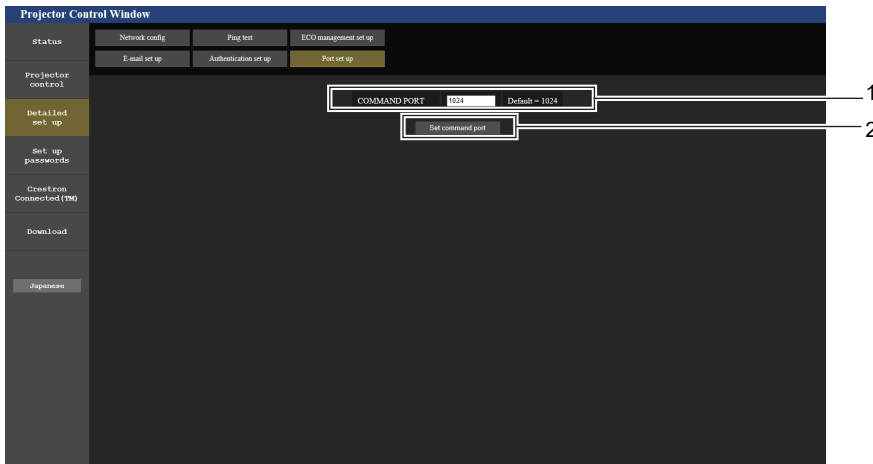 Projector Control Window
Status
Network config
Ping test
ECO management set up
E-mail set up
Authentication set up
Port set up
Projector
control
Detailed
set up
Set up
passwords
Crestron
Connected(TM)
Download
Japanese
COMMAND PORT 1024 Default = 1024
1
Set command port
2